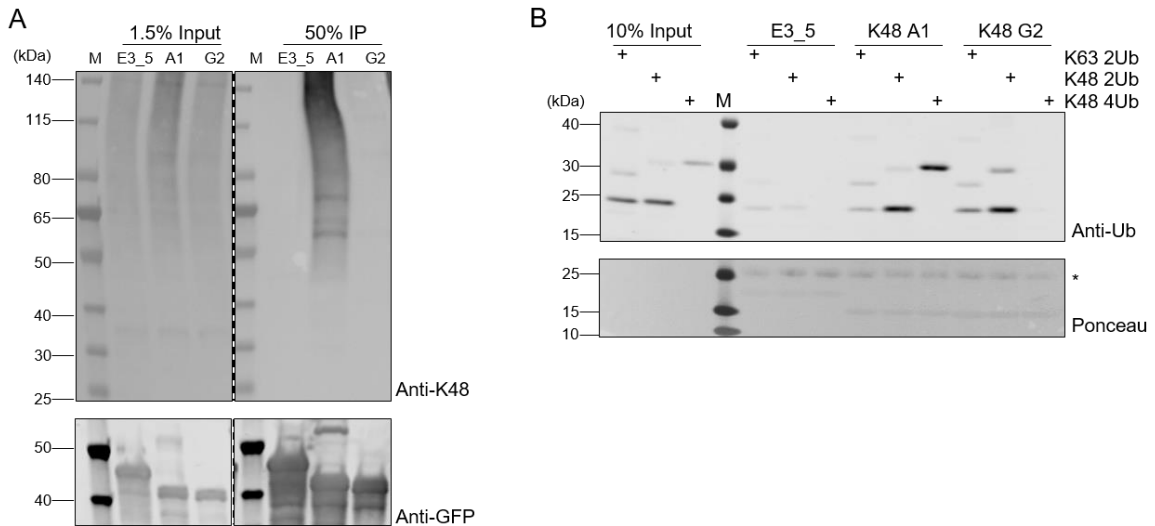 A
1.5% Input 50% IP
(kDa) M E3_5 A1 G2 M E3_5 A1 G2
140
115
80
65
50
40
30
25
Anti-K48
50
40
Anti-GFP
B
10% Input E3_5 K48 A1 K48 G2
+ + + + K63 2Ub
+ + + + K48 2Ub
(kDa) + M + + + K48 4Ub
40
30
25
15
Anti-Ub
25
*
15
10
Ponceau